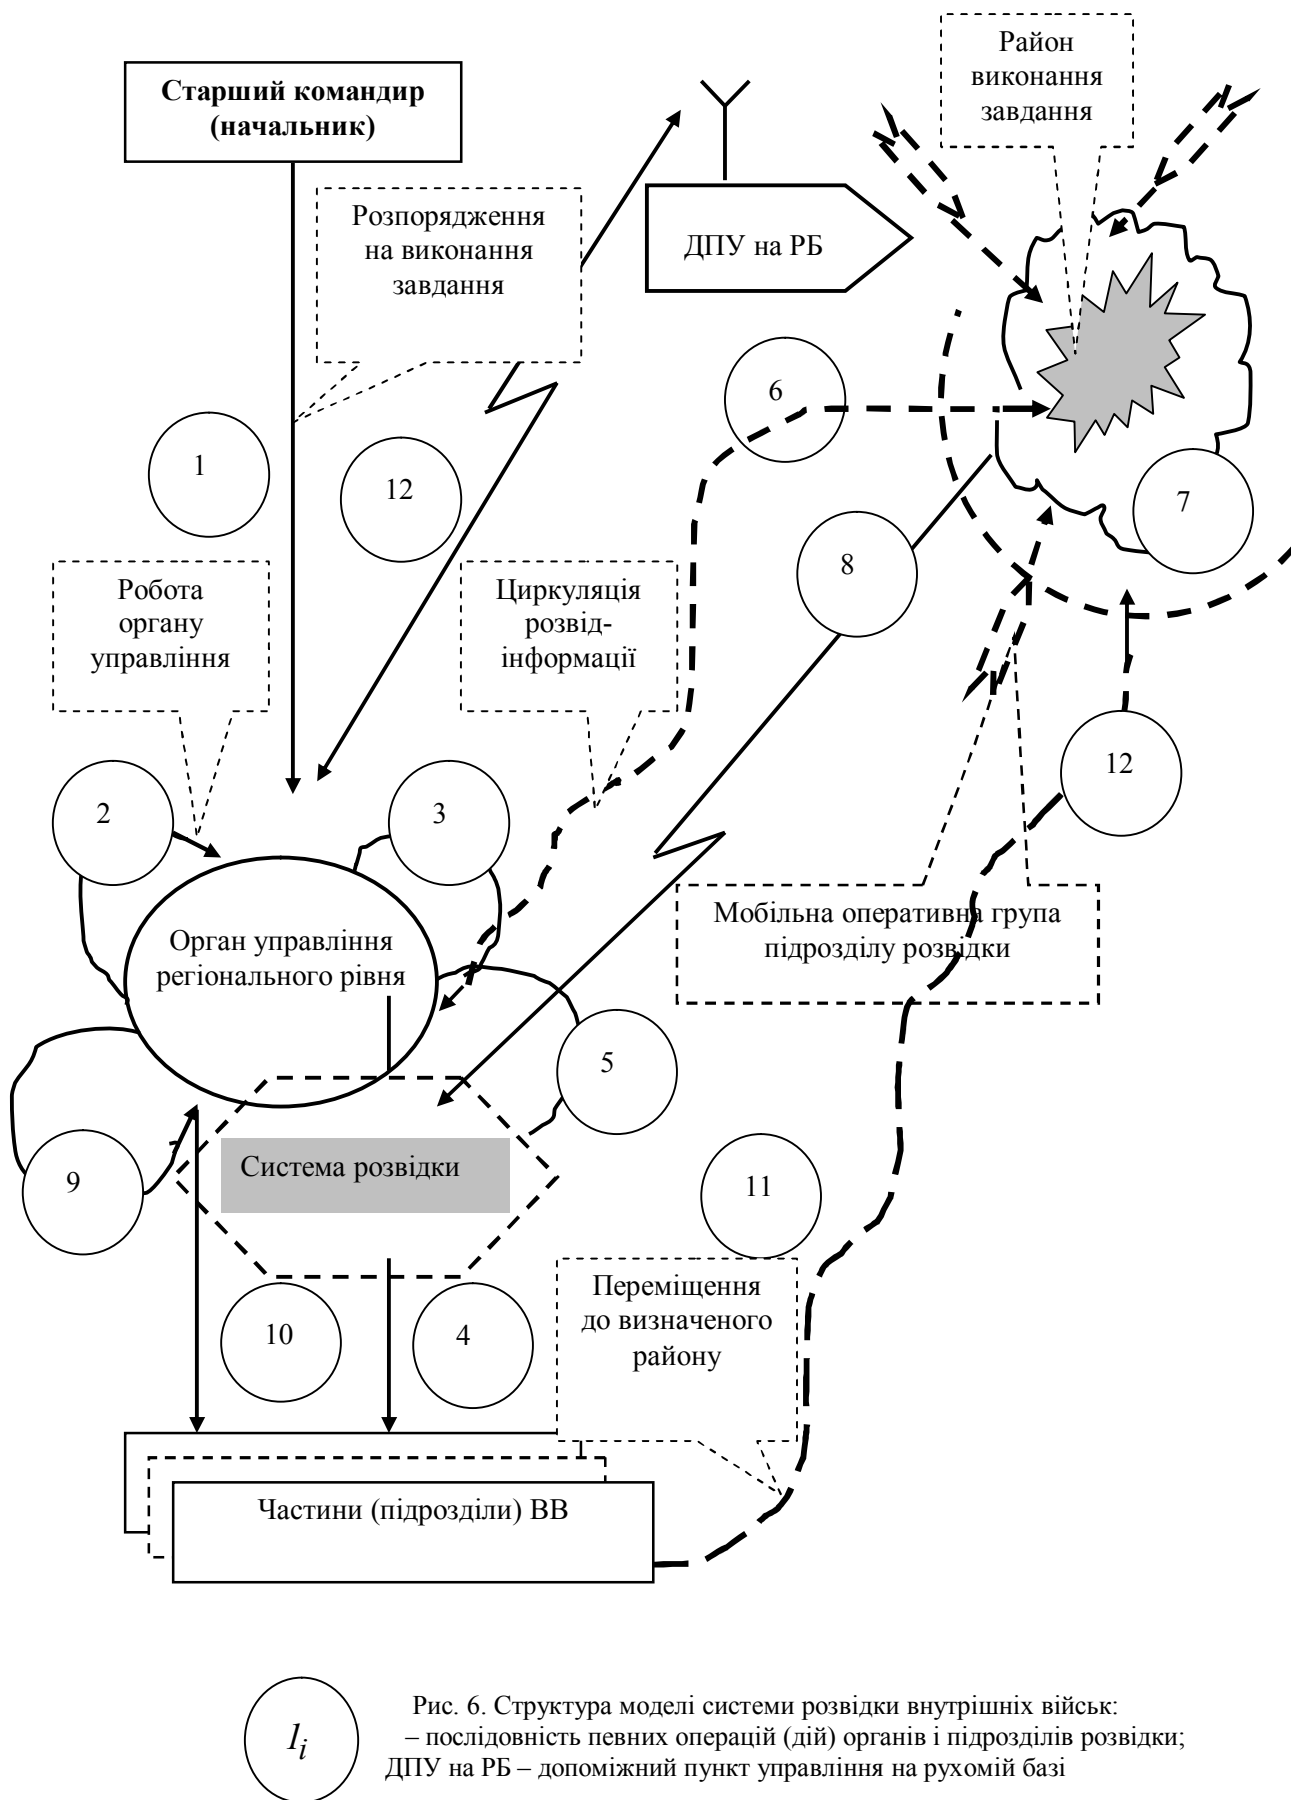 Район
виконання
завдання
Старший командир
(начальник)
Розпорядження
на виконання
завдання
ДПУ на РБ
6
1
12
7
8
Робота
органу
управління
Циркуляція
розвід-
інформації
12
2
3
Мобільна оперативна група
підрозділу розвідки
Орган управління
регіонального рівня
5
Система розвідки
9
11
Переміщення
до визначеного
району
10
4
Частини (підрозділи) ВВ
Рис. 6. Структура моделі системи розвідки внутрішніх військ:
l_i – послідовність певних операцій (дій) органів і підрозділів розвідки;
ДПУ на РБ – допоміжний пункт управління на рухомій базі